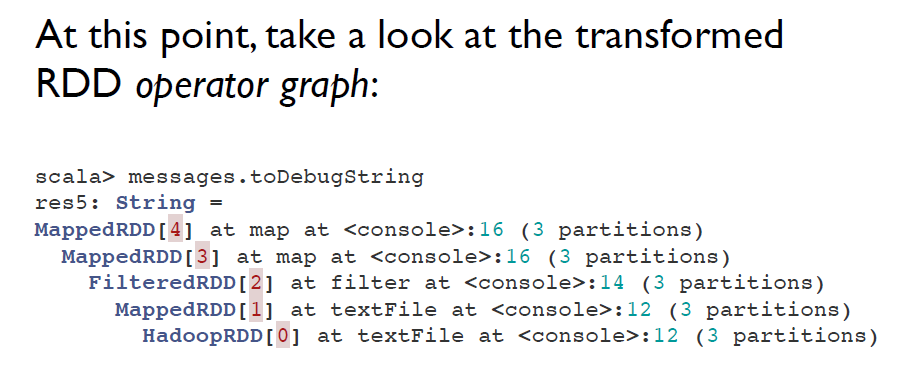 At this point, take a look at the transformed
RDD operator graph:
scala> messages.toDebugString
res5: String =
MappedRDD[4] at map at <console>:16 (3 partitions)
MappedRDD[3] at map at <console>:16 (3 partitions)
FilteredRDD[2] at filter at <console>:14 (3 partitions)
MappedRDD[1] at textFile at <console>:12 (3 partitions)
HadoopRDD[0] at textFile at <console>:12 (3 partitions)